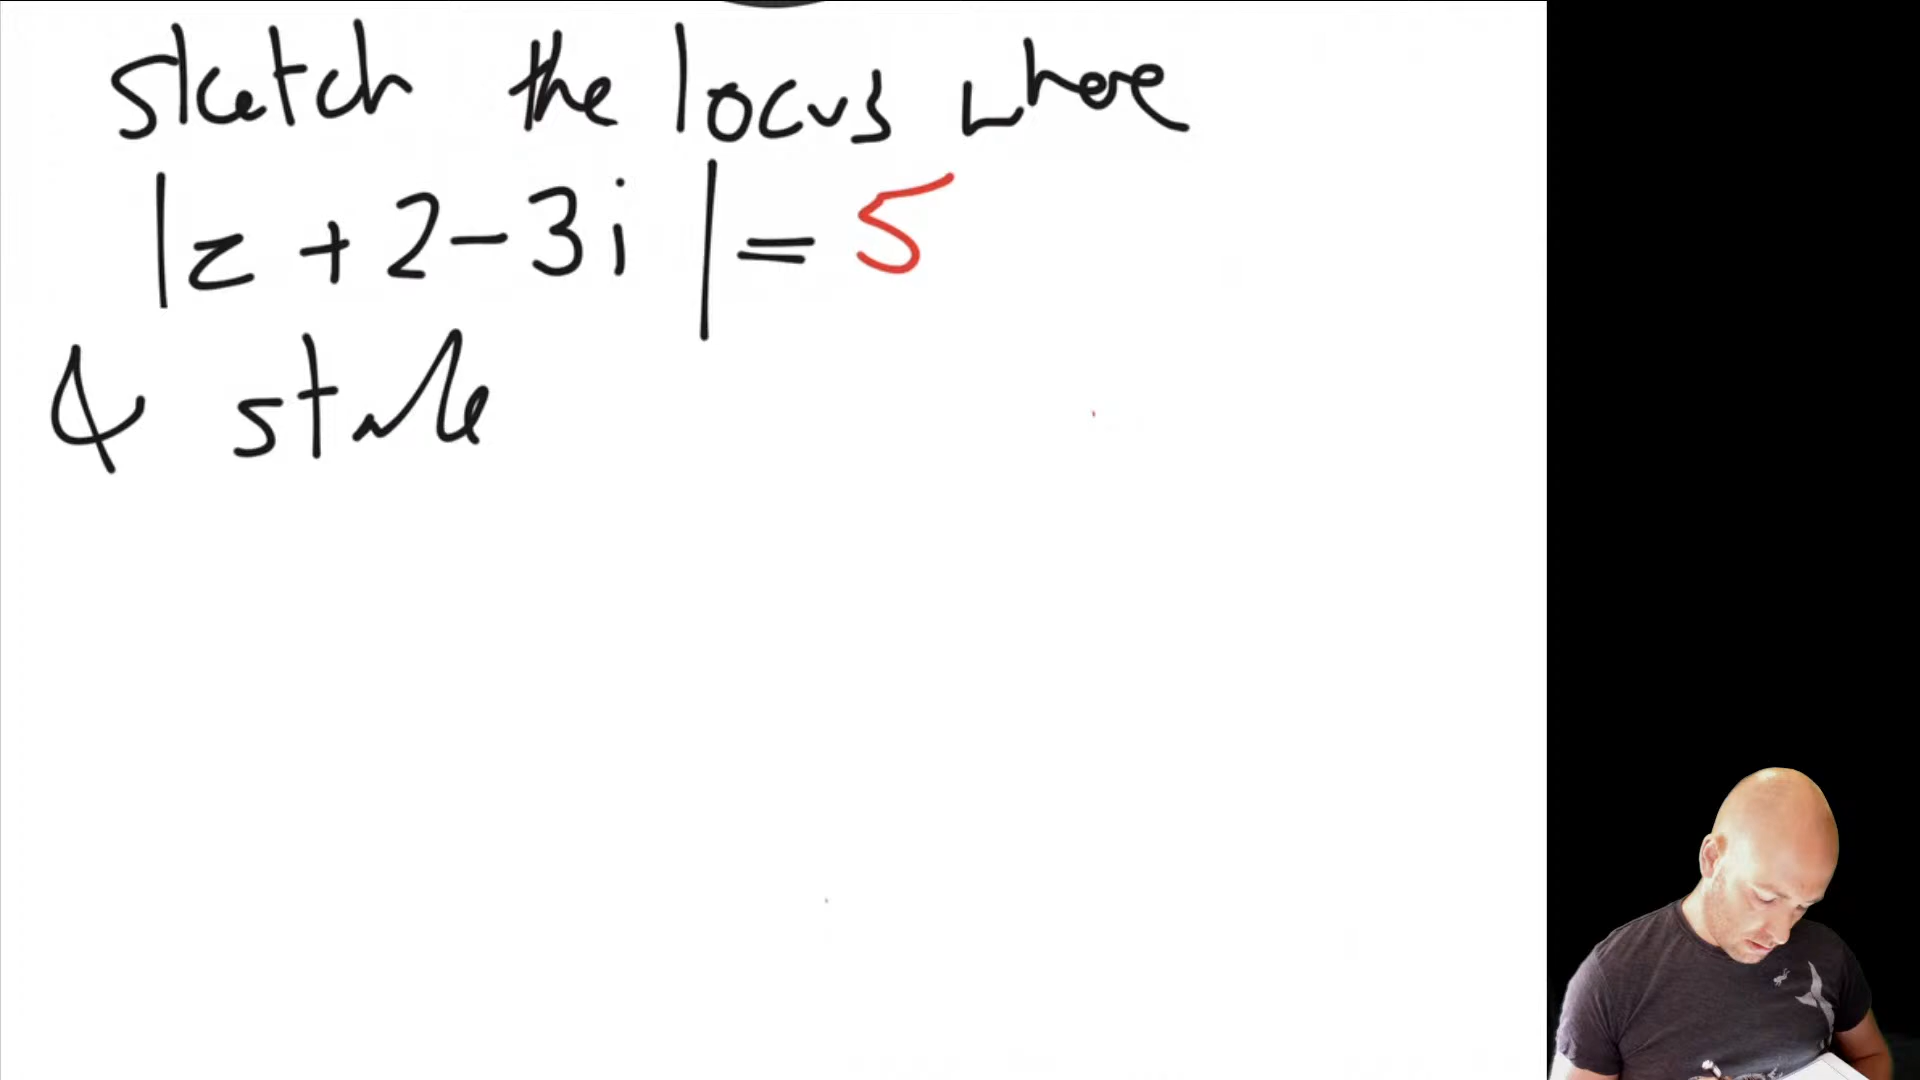 sketch the locus where
|z + 2 - 3i| = 5
& state